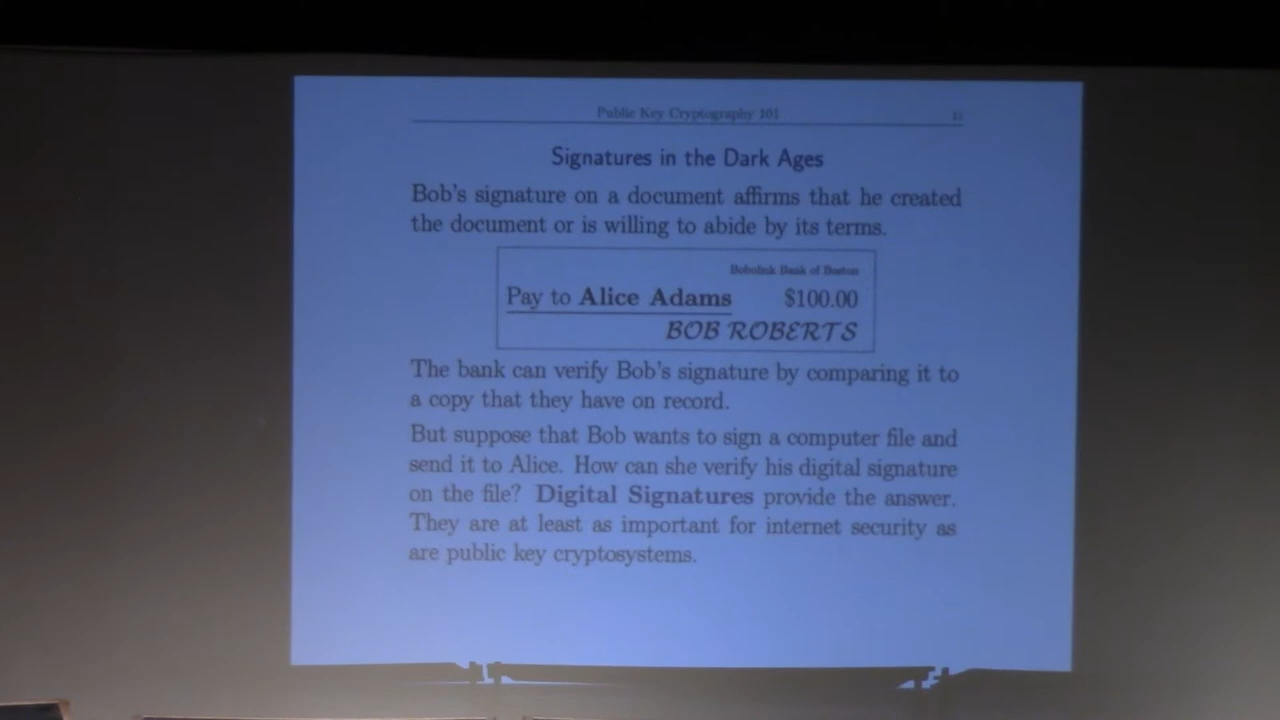 Public Key Cryptography 101
Signatures in the Dark Ages
Bob's signature on a document affirms that he created
the document or is willing to abide by its terms.
Bobolink Bank of Boston
Pay to Alice Adams $100.00
BOB ROBERTS
The bank can verify Bob's signature by comparing it to
a copy that they have on record.
But suppose that Bob wants to sign a computer file and
send it to Alice. How can she verify his digital signature
on the file? Digital Signatures provide the answer.
They are at least as important for internet security as
are public key cryptosystems.